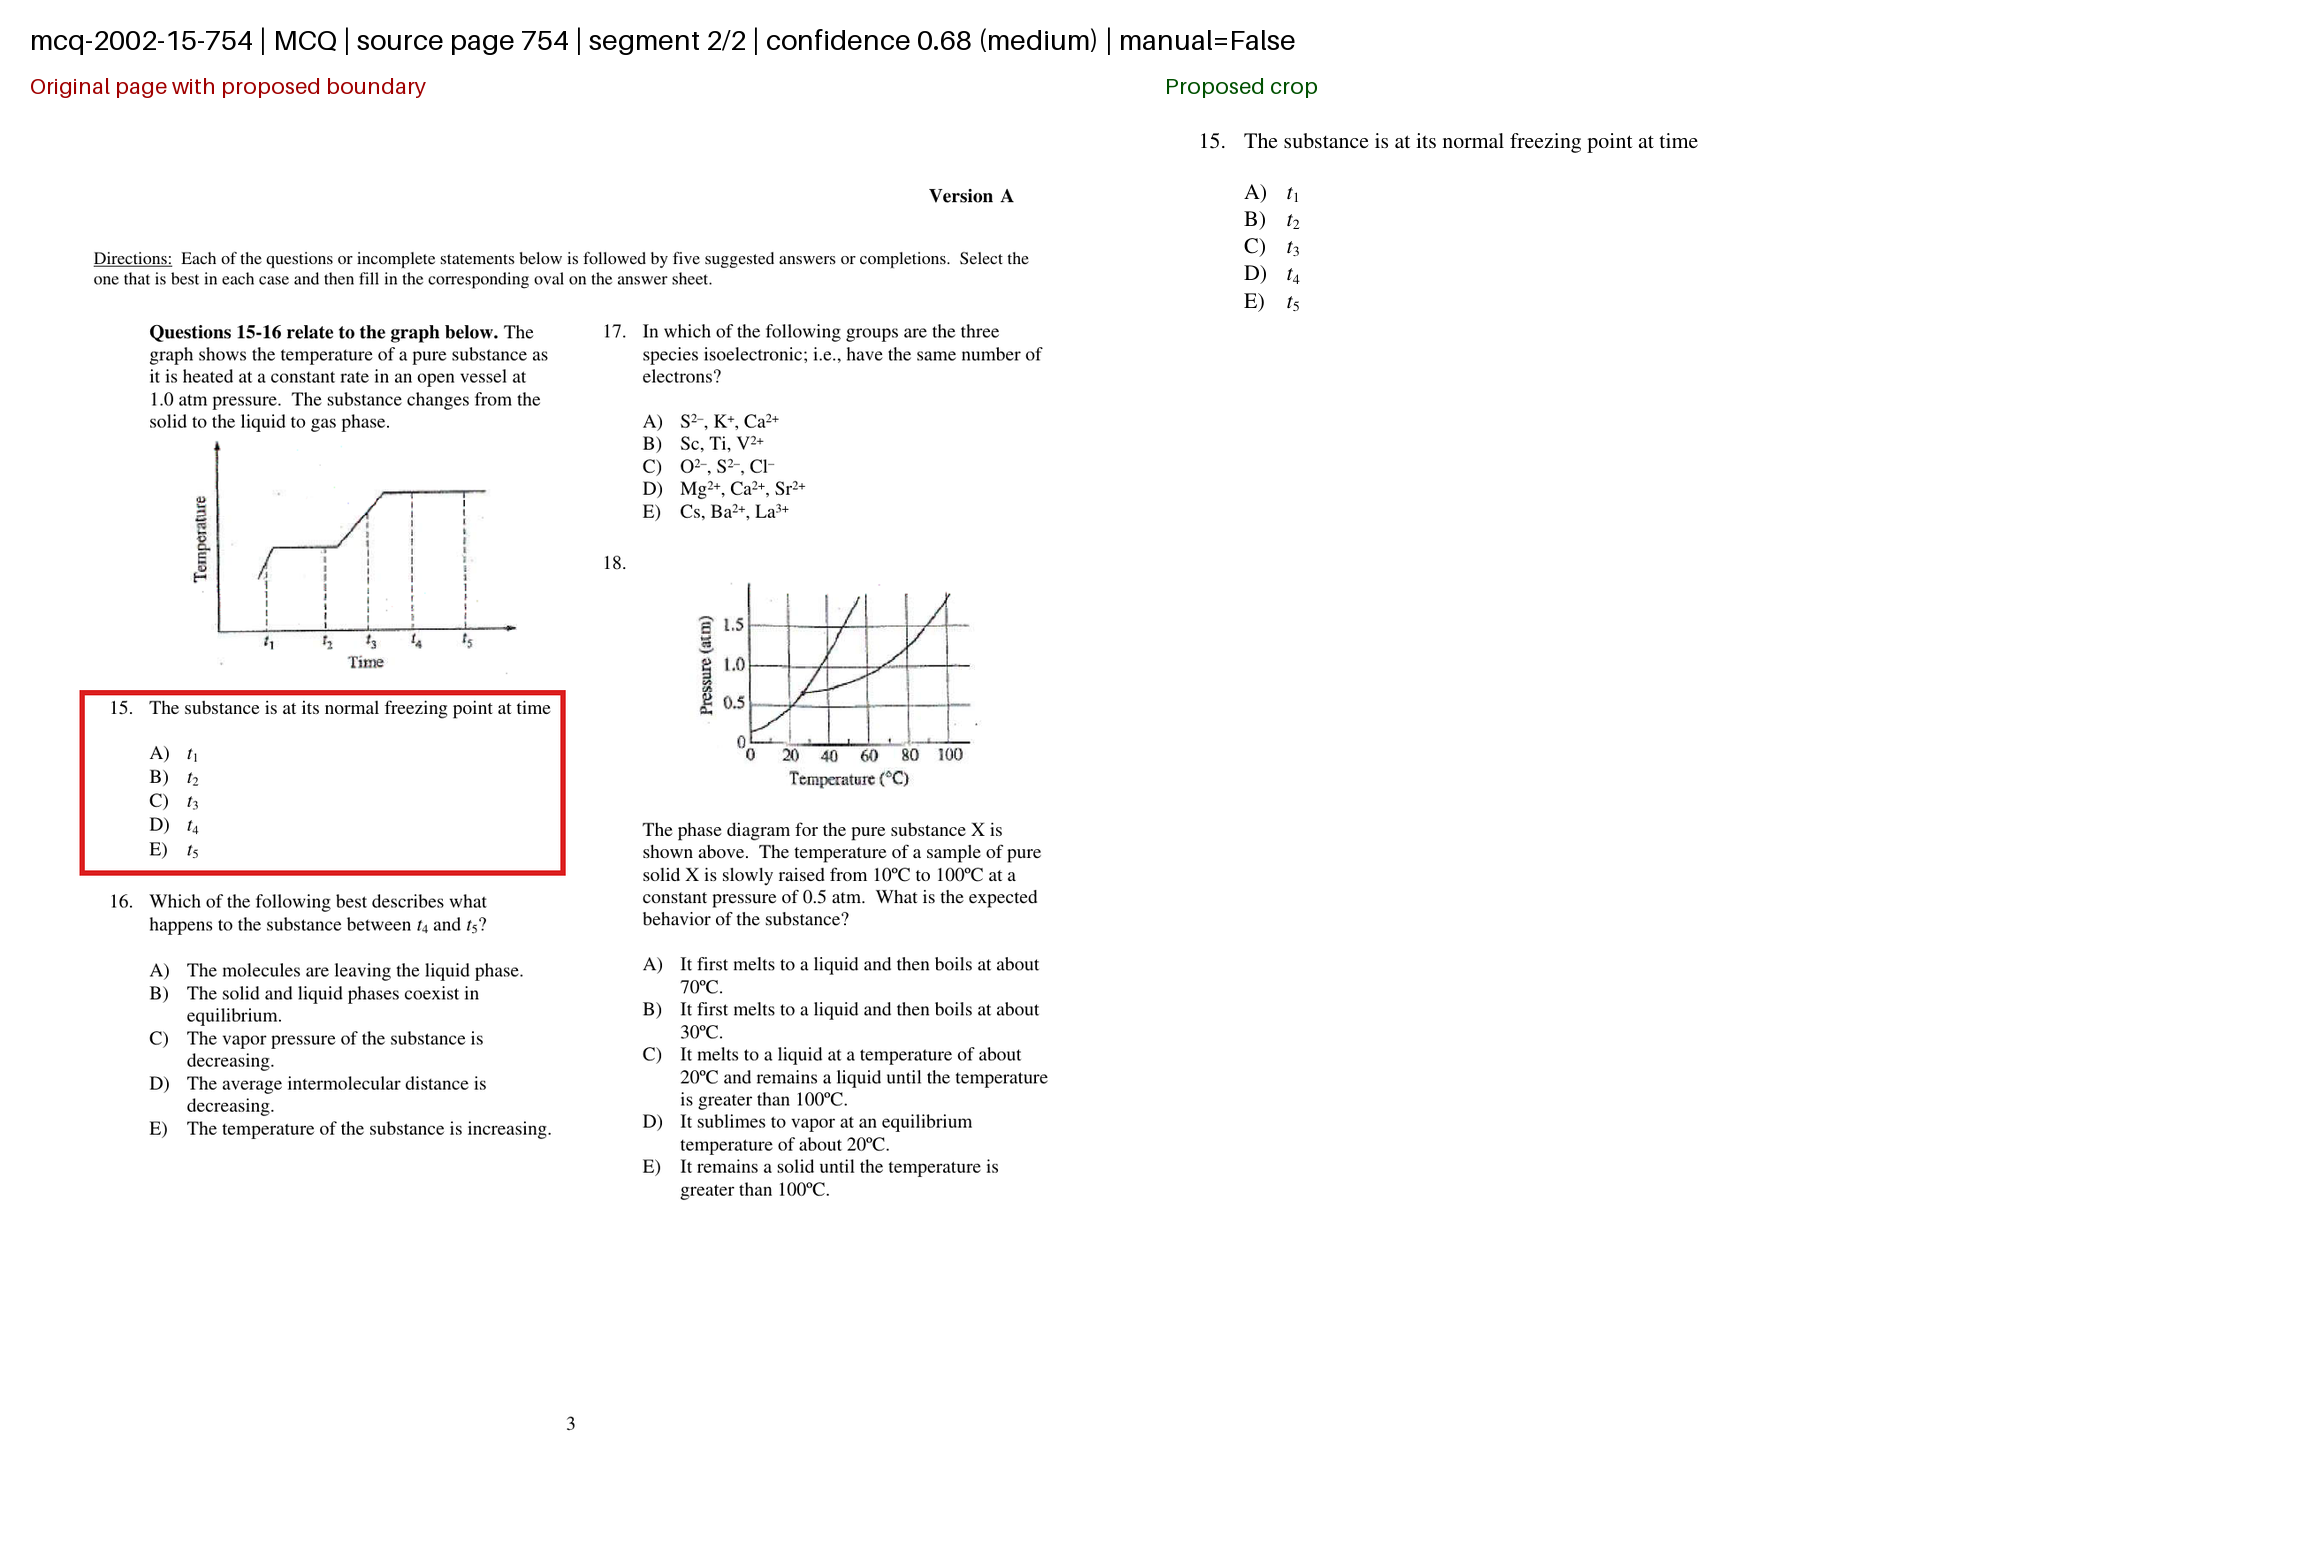 mcq-2002-15-754 | MCQ | source page 754 | segment 2/2 | confidence 0.68 (medium) | manual=False
Original page with proposed boundary
Version A
Directions: Each of the questions or incomplete statements below is followed by five suggested answers or completions. Select the
one that is best in each case and then fill in the corresponding oval on the answer sheet.
Questions 15-16 relate to the graph below. The
graph shows the temperature of a pure substance as
it is heated at a constant rate in an open vessel at
1.0 atm pressure. The substance changes from the
solid to the liquid to gas phase.
Temperature
t₁ t₂ t₃ t₄ t₅
Time
15. The substance is at its normal freezing point at time
A) t₁
B) t₂
C) t₃
D) t₄
E) t₅
16. Which of the following best describes what
happens to the substance between t₄ and t₅?
A) The molecules are leaving the liquid phase.
B) The solid and liquid phases coexist in
equilibrium.
C) The vapor pressure of the substance is
decreasing.
D) The average intermolecular distance is
decreasing.
E) The temperature of the substance is increasing.
17. In which of the following groups are the three
species isoelectronic; i.e., have the same number of
electrons?
A) S²⁻, K⁺, Ca²⁺
B) Sc, Ti, V²⁺
C) O²⁻, S²⁻, Cl⁻
D) Mg²⁺, Ca²⁺, Sr²⁺
E) Cs, Ba²⁺, La³⁺
18.
Pressure (atm)
1.5
1.0
0.5
0
0 20 40 60 80 100
Temperature (°C)
The phase diagram for the pure substance X is
shown above. The temperature of a sample of pure
solid X is slowly raised from 10ºC to 100ºC at a
constant pressure of 0.5 atm. What is the expected
behavior of the substance?
A) It first melts to a liquid and then boils at about
70ºC.
B) It first melts to a liquid and then boils at about
30ºC.
C) It melts to a liquid at a temperature of about
20ºC and remains a liquid until the temperature
is greater than 100ºC.
D) It sublimes to vapor at an equilibrium
temperature of about 20ºC.
E) It remains a solid until the temperature is
greater than 100ºC.
3
Proposed crop
15. The substance is at its normal freezing point at time
A) t₁
B) t₂
C) t₃
D) t₄
E) t₅